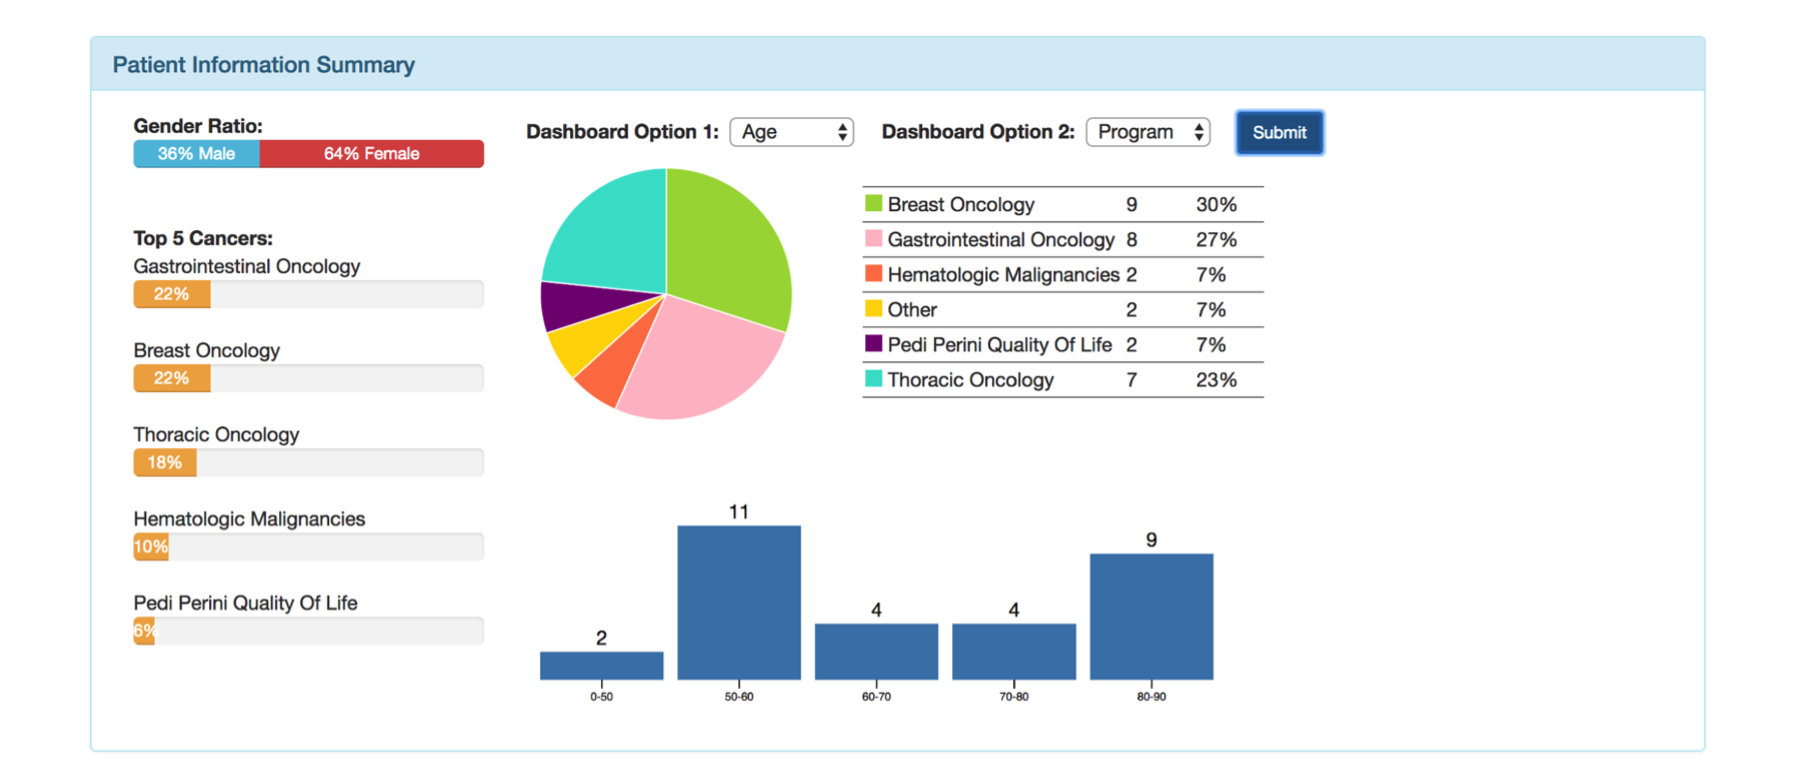 Patient Information Summary
Gender Ratio:
36% Male 64% Female
Top 5 Cancers:
Gastrointestinal Oncology
22%
Breast Oncology
22%
Thoracic Oncology
18%
Hematologic Malignancies
10%
Pedi Perini Quality Of Life
6%
Dashboard Option 1: Age Dashboard Option 2: Program Submit
Breast Oncology 9 30%
Gastrointestinal Oncology 8 27%
Hematologic Malignancies 2 7%
Other 2 7%
Pedi Perini Quality Of Life 2 7%
Thoracic Oncology 7 23%
2 11 4 4 9
0-50 50-60 60-70 70-80 80-90